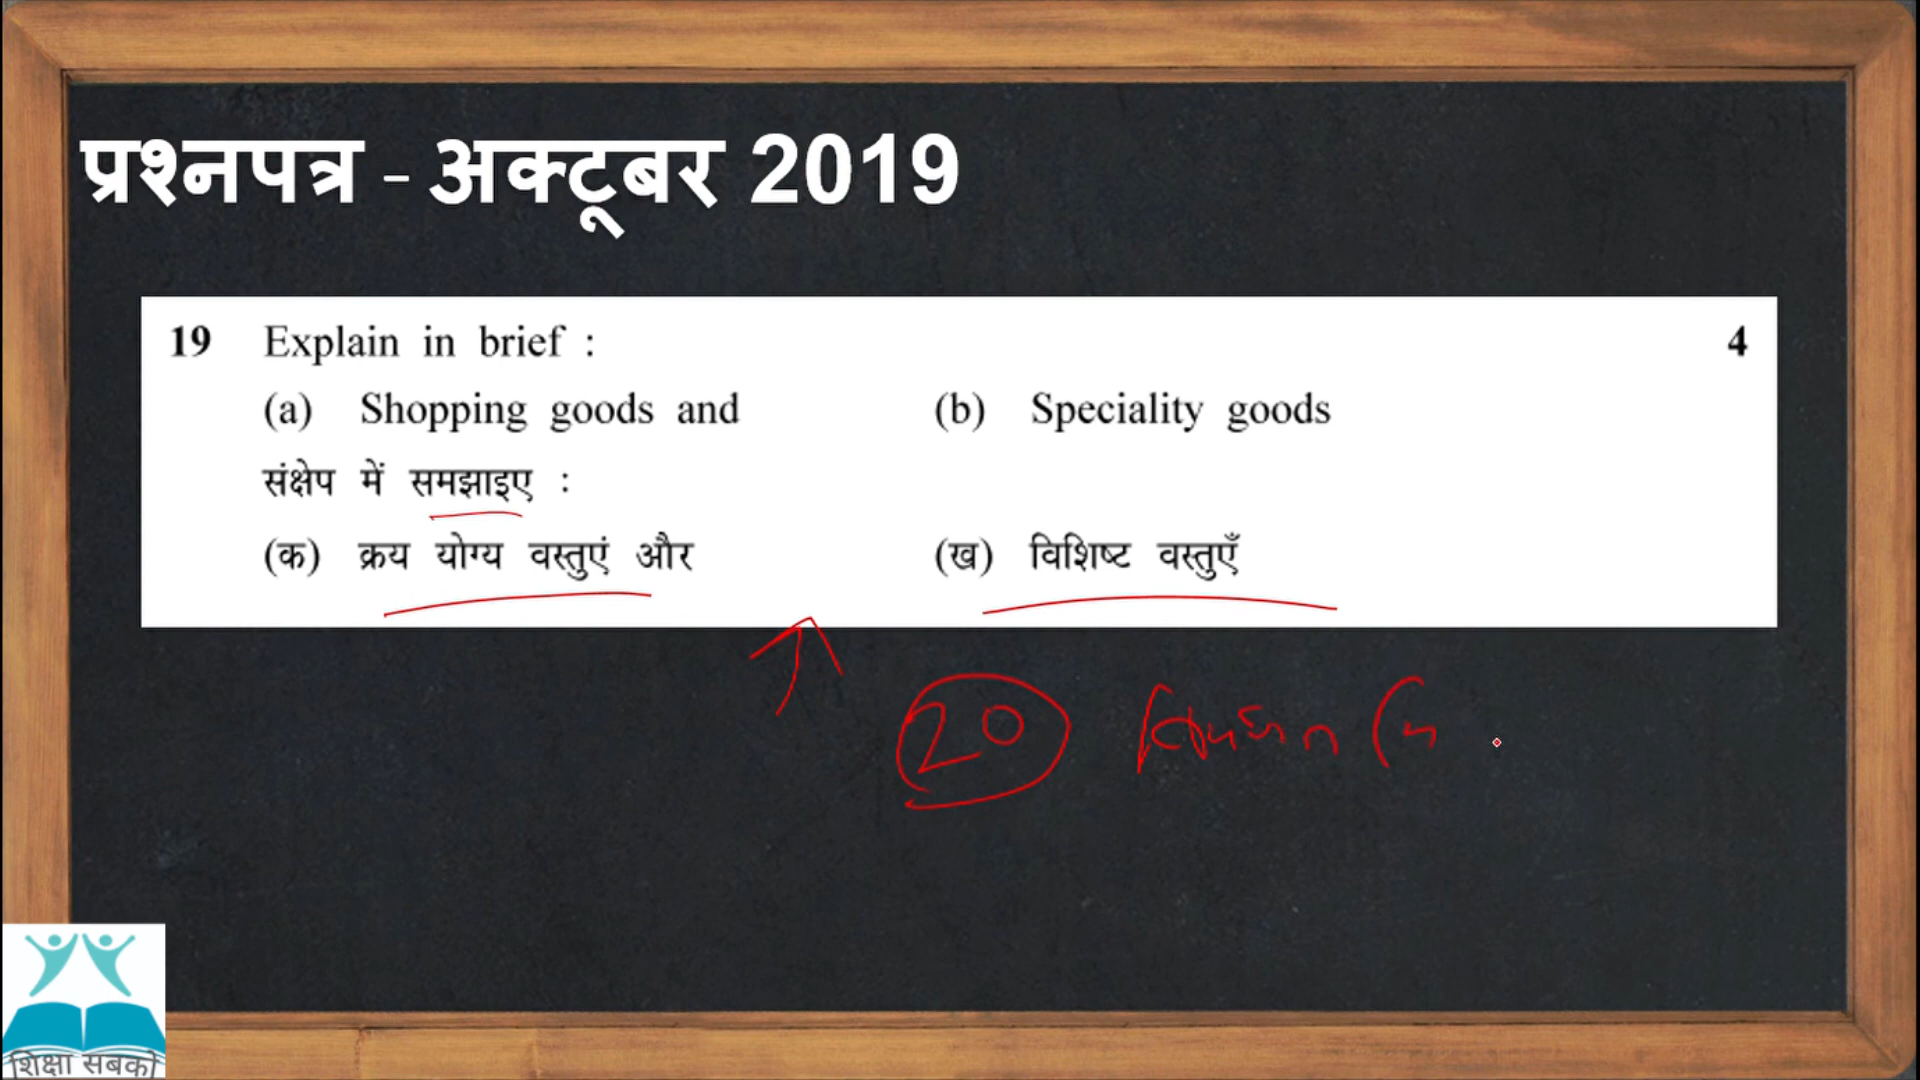 प्रश्नपत्र - अक्टूबर 2019
19 Explain in brief : 4
(a) Shopping goods and (b) Speciality goods
संक्षेप में समझाइए :
(क) क्रय योग्य वस्तुएं और (ख) विशिष्ट वस्तुएँ
20
शिक्षा सबको